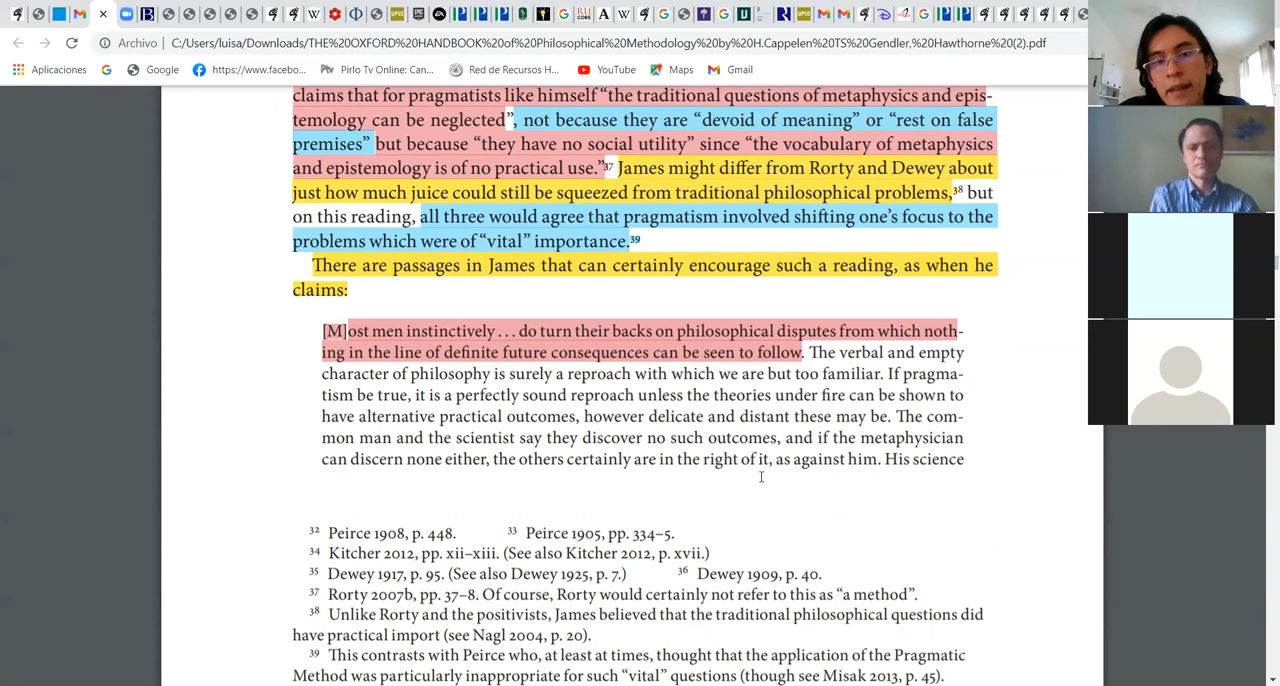 Archivo
C:/Users/luisa/Downloads/THE%20OXFORD%20HANDBOOK%20of%20Philosophical%20Methodology%20by%20H.Cappelen%20TS%20Gendler,%20Hawthorne%20(2).pdf
Aplicaciones Google https://www.facebo... Pirlo Tv Online: Can... Red de Recursos H... YouTube Maps Gmail
claims that for pragmatists like himself “the traditional questions of metaphysics and epis-
temology can be neglected”, not because they are “devoid of meaning” or “rest on false
premises” but because “they have no social utility” since “the vocabulary of metaphysics
and epistemology is of no practical use.”37 James might differ from Rorty and Dewey about
just how much juice could still be squeezed from traditional philosophical problems,38 but
on this reading, all three would agree that pragmatism involved shifting one’s focus to the
problems which were of “vital” importance.39
There are passages in James that can certainly encourage such a reading, as when he
claims:
[M]ost men instinctively . . . do turn their backs on philosophical disputes from which noth-
ing in the line of definite future consequences can be seen to follow. The verbal and empty
character of philosophy is surely a reproach with which we are but too familiar. If pragma-
tism be true, it is a perfectly sound reproach unless the theories under fire can be shown to
have alternative practical outcomes, however delicate and distant these may be. The com-
mon man and the scientist say they discover no such outcomes, and if the metaphysician
can discern none either, the others certainly are in the right of it, as against him. His science
32 Peirce 1908, p. 448. 33 Peirce 1905, pp. 334–5.
34 Kitcher 2012, pp. xii–xiii. (See also Kitcher 2012, p. xvii.)
35 Dewey 1917, p. 95. (See also Dewey 1925, p. 7.) 36 Dewey 1909, p. 40.
37 Rorty 2007b, pp. 37–8. Of course, Rorty would certainly not refer to this as “a method”.
38 Unlike Rorty and the positivists, James believed that the traditional philosophical questions did
have practical import (see Nagl 2004, p. 20).
39 This contrasts with Peirce who, at least at times, thought that the application of the Pragmatic
Method was particularly inappropriate for such “vital” questions (though see Misak 2013, p. 45).